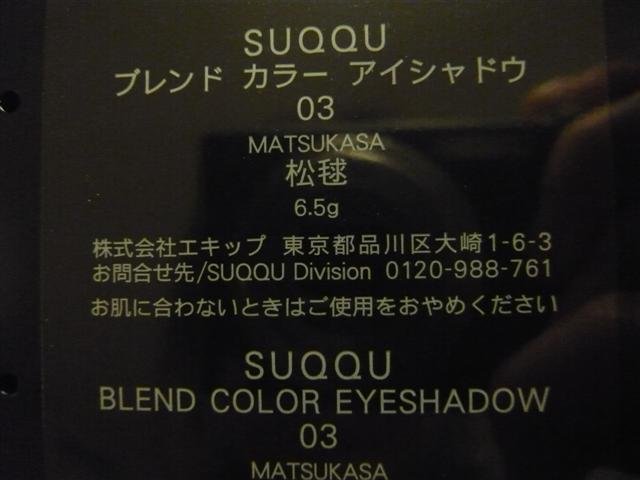 SUQQU
ブレンド カラー アイシャドウ
03
MATSUKASA
松毬
6.5g
株式会社エキップ 東京都品川区大崎1-6-3
お問合せ先/SUQQU Division 0120-988-761
お肌に合わないときはご使用をおやめください
SUQQU
BLEND COLOR EYESHADOW
03
MATSUKASA